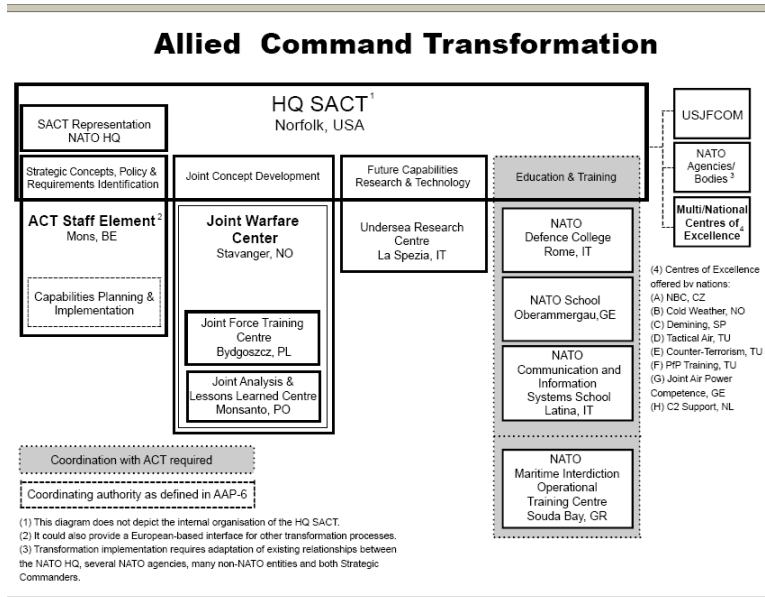 Allied Command Transformation
HQ SACT1
Norfolk, USA
SACT Representation
NATO HQ
Strategic Concepts, Policy &
Requirements Identification
Joint Concept Development
Future Capabilities
Research & Technology
Education & Training
ACT Staff Element2
Mons, BE
Capabilities Planning &
Implementation
Joint Warfare
Center
Stavanger, NO
Joint Force Training
Centre
Bydgoszcz, PL
Joint Analysis &
Lessons Learned Centre
Monsanto, PO
Undersea Research
Centre
La Spezia, IT
NATO
Defence College
Rome, IT
NATO School
Oberammergau,GE
NATO
Communication and
Information
Systems School
Latina, IT
NATO
Maritime Interdiction
Operational
Training Centre
Souda Bay, GR
USJFCOM
NATO
Agencies/
Bodies 3
Multi/National
Centres of
Excellence4
(4) Centres of Excellence
offered by nations:
(A) NBC, CZ
(B) Cold Weather, NO
(C) Demining, SP
(D) Tactical Air, TU
(E) Counter-Terrorism, TU
(F) PfP Training, TU
(G) Joint Air Power
Competence, GE
(H) C2 Support, NL
Coordination with ACT required
Coordinating authority as defined in AAP-6
(1) This diagram does not depict the internal organisation of the HQ SACT.
(2) It could also provide a European-based interface for other transformation processes.
(3) Transformation implementation requires adaptation of existing relationships between
the NATO HQ, several NATO agencies, many non-NATO entities and both Strategic
Commanders.